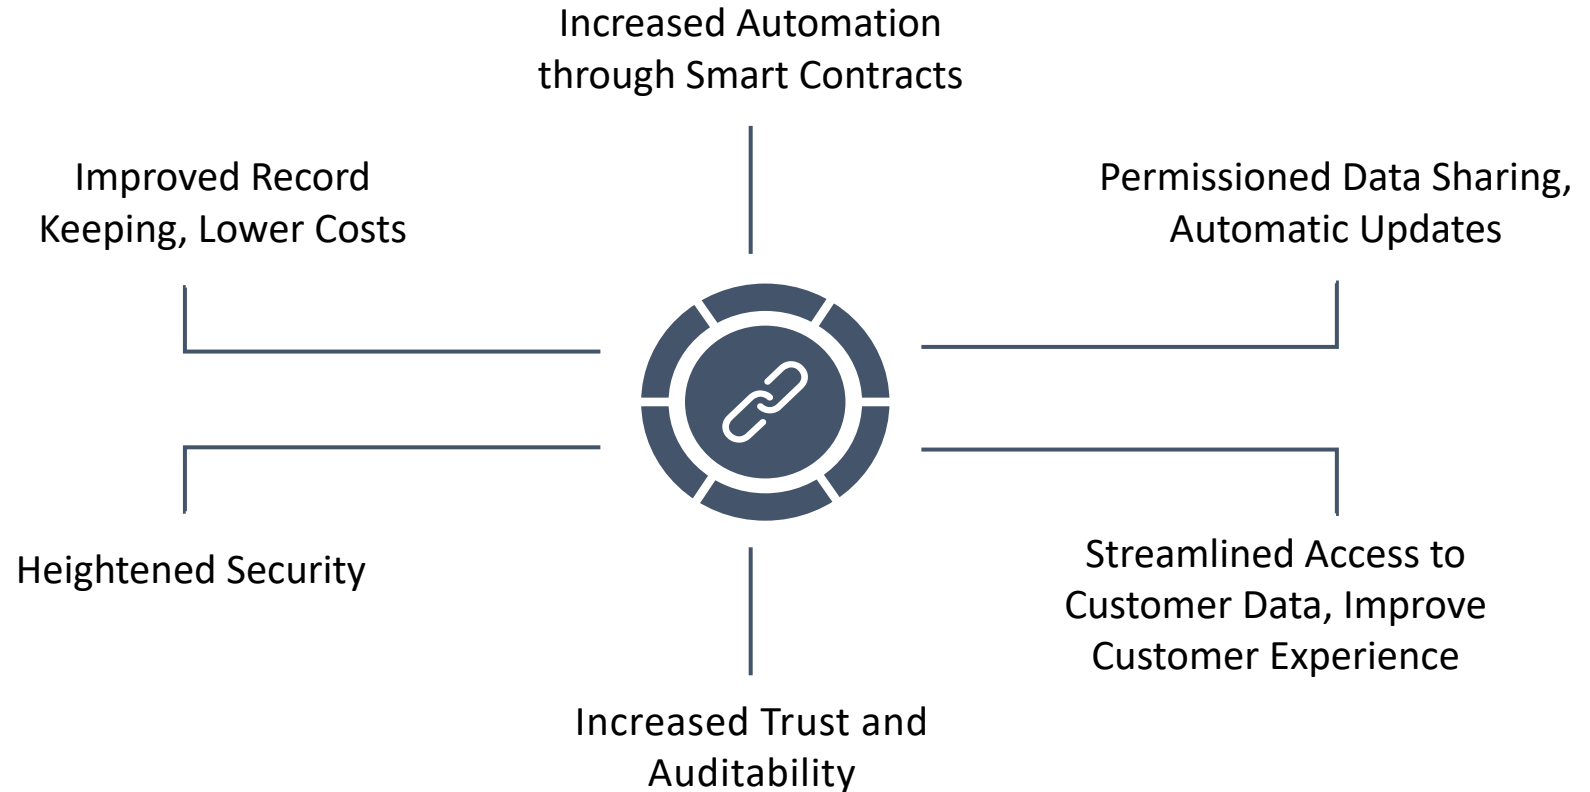 Increased Automation
through Smart Contracts
Improved Record
Keeping, Lower Costs
Permissioned Data Sharing,
Automatic Updates
Heightened Security
Streamlined Access to
Customer Data, Improve
Customer Experience
Increased Trust and
Auditability